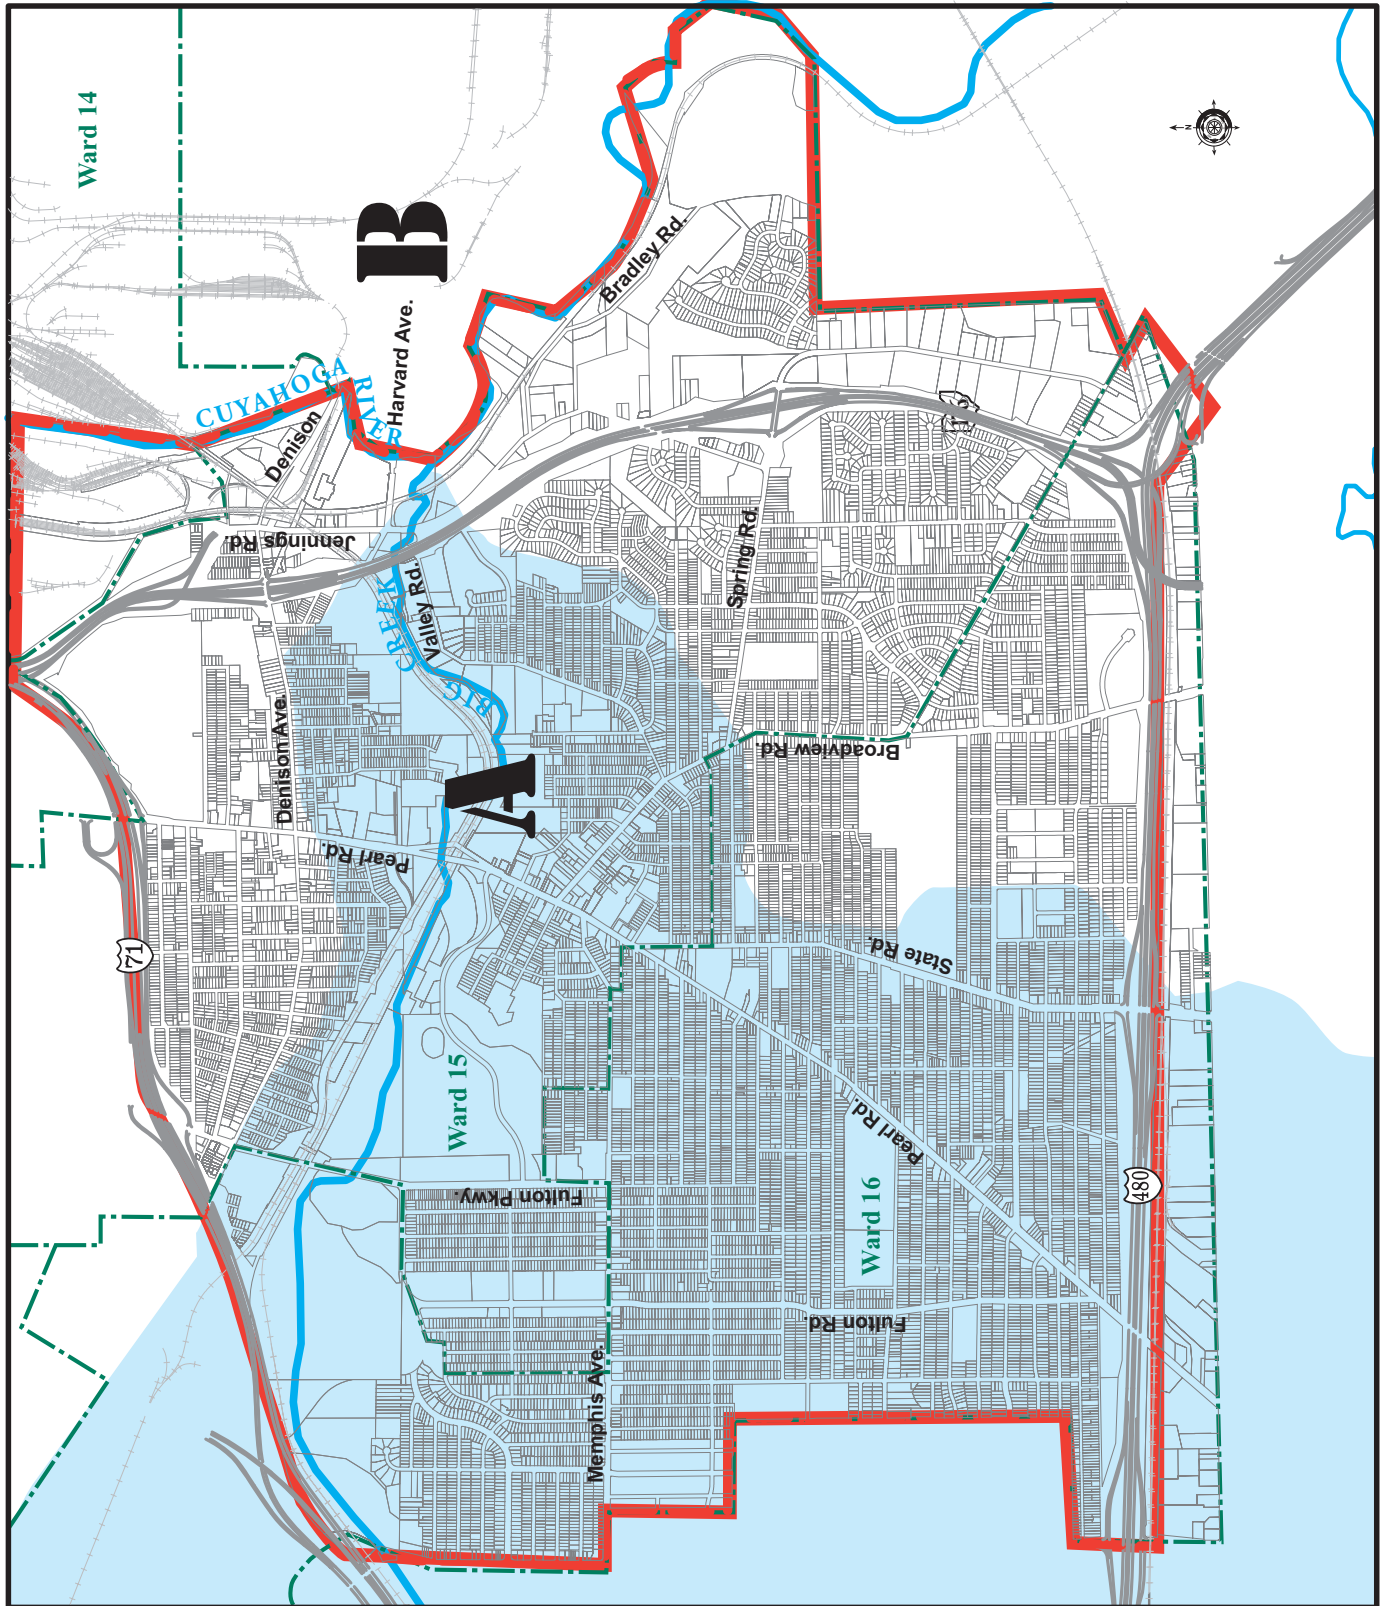 Ward 14
B
CUYAHOGA
RIVER
Harvard Ave.
Bradley Rd.
Denison
Jennings Rd.
N
BIG
CREEK
Valley Rd.
Spring Rd.
Denison Ave.
Broadview Rd.
A
Pearl Rd.
71
State Rd.
Ward 15
Fulton Pkwy.
Pearl Rd.
Ward 16
480
Fulton Rd.
Memphis Ave.